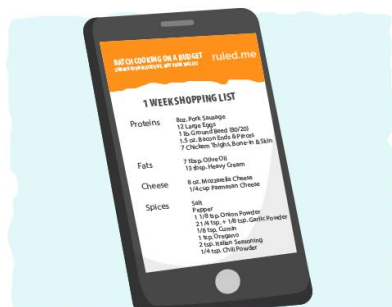 BATCH COOKING ON A BUDGET
ruled.me
1 WEEK SHOPPING LIST
Proteins
8oz. Pork Sausage
12 Large Eggs
1 lb. Ground Beed (80/20)
1.5 oz. Bacon Ends & Pieces
7 Chicken Thighs, Bone-In & Skin
Fats
7 tbsp. Olive Oil
13 tbsp. Heavy Cream
Cheese
8 oz. Mozzarella Cheese
1/4 cup Parmesan Cheese
Spices
Salt
Pepper
1 1/8 tsp. Onion Powder
2 1/4 tsp. + 1/8 tsp. Garlic Powder
1/8 tsp. Cumin
1 tsp. Oregano
2 tsp. Italian Seasoning
1/4 tsp. Chili Powder